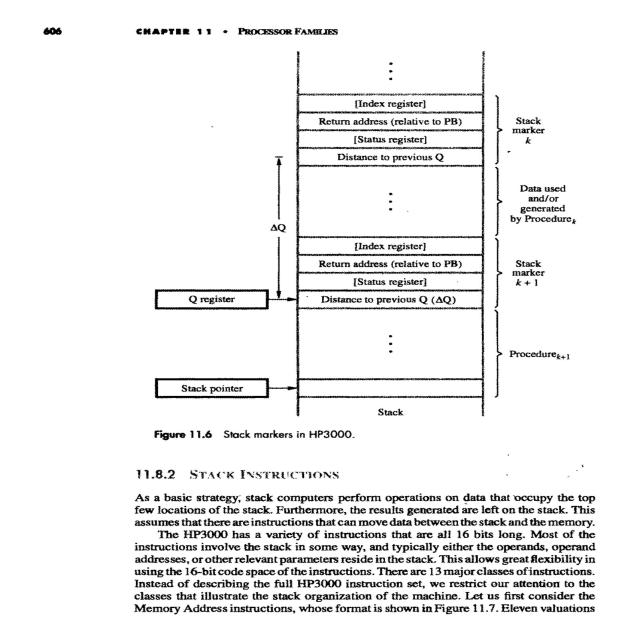 606 CHAPTER 11 • PROCESSOR FAMILIES
[Index register]
Return address (relative to PB)
[Status register]
Distance to previous Q
Stack
marker
k
Data used
and/or
generated
by Procedurek
ΔQ
[Index register]
Return address (relative to PB)
[Status register]
Distance to previous Q (ΔQ)
Stack
marker
k + 1
Q register
Procedurek+1
Stack pointer
Stack
Figure 11.6 Stack markers in HP3000.
11.8.2 STACK INSTRUCTIONS
As a basic strategy, stack computers perform operations on data that occupy the top
few locations of the stack. Furthermore, the results generated are left on the stack. This
assumes that there are instructions that can move data between the stack and the memory.
The HP3000 has a variety of instructions that are all 16 bits long. Most of the
instructions involve the stack in some way, and typically either the operands, operand
addresses, or other relevant parameters reside in the stack. This allows great flexibility in
using the 16-bit code space of the instructions. There are 13 major classes of instructions.
Instead of describing the full HP3000 instruction set, we restrict our attention to the
classes that illustrate the stack organization of the machine. Let us first consider the
Memory Address instructions, whose format is shown in Figure 11.7. Eleven valuations